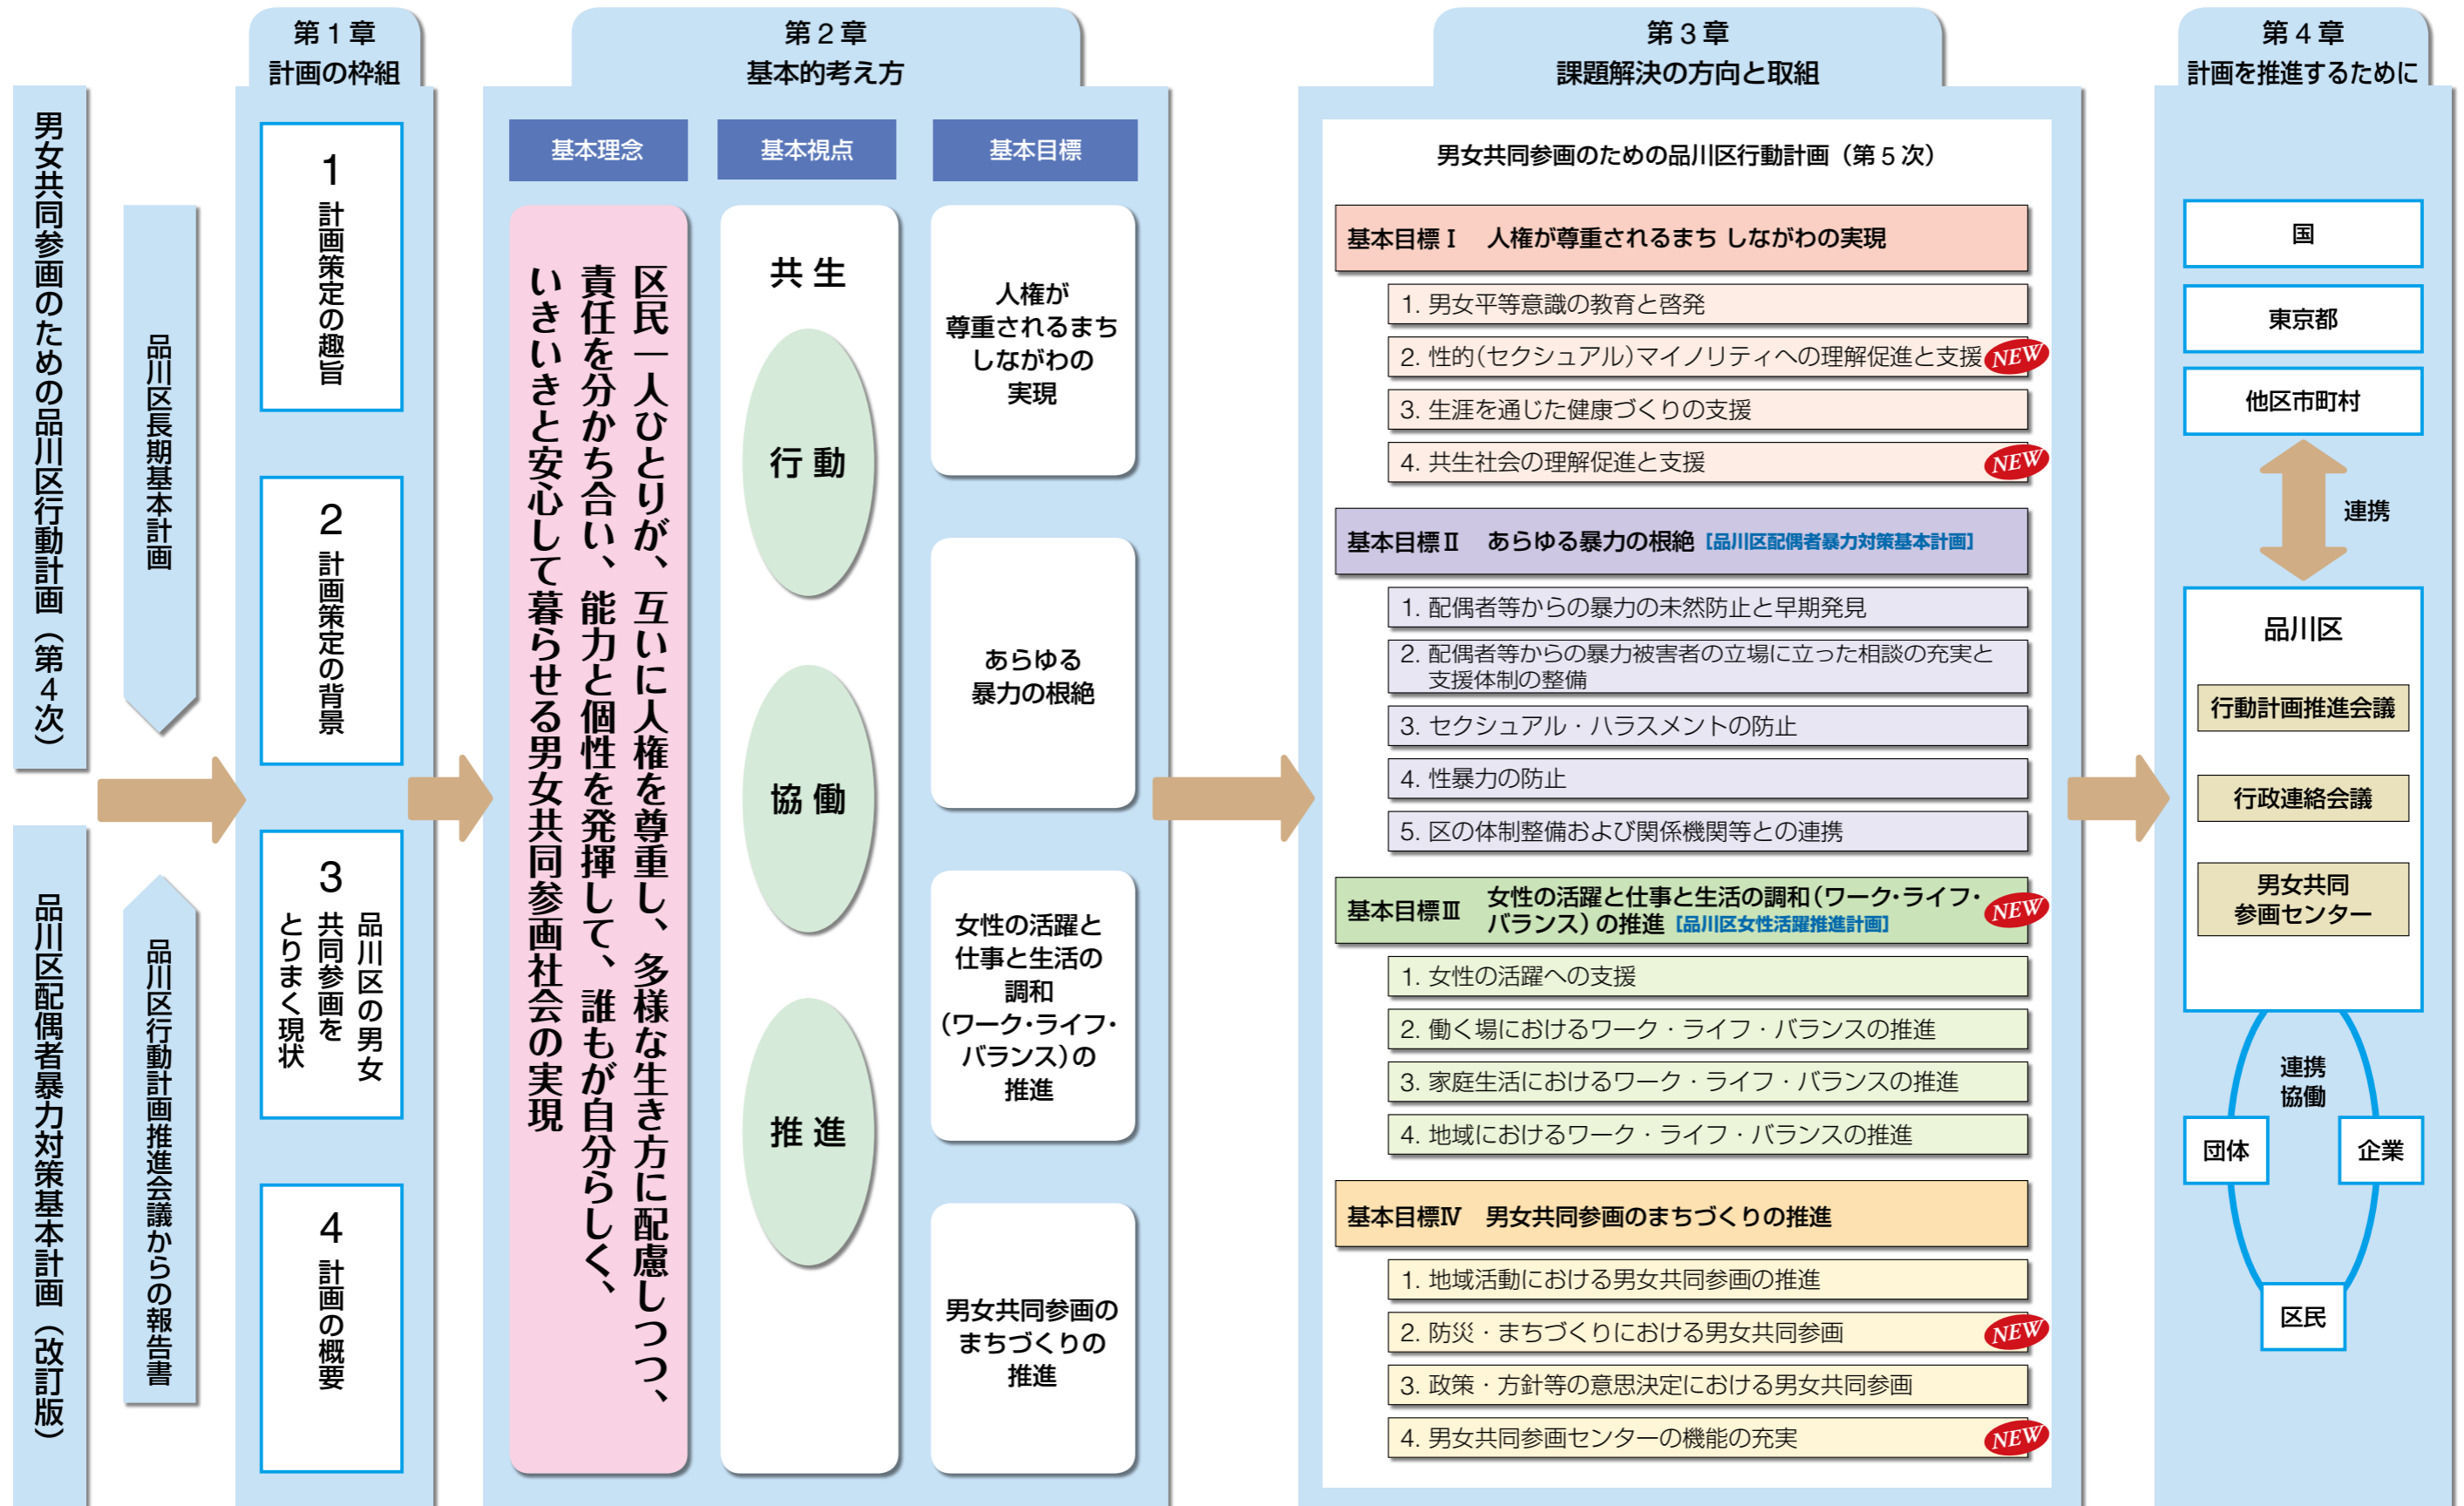 男女共同参画のための品川区行動計画（第4次）
品川区配偶者暴力対策基本計画（改訂版）
品川区長期基本計画
品川区行動計画推進会議からの報告書
第1章
計画の枠組
1 計画策定の趣旨
2 計画策定の背景
3 品川区の男女
共同参画を
とりまく現状
4 計画の概要
第2章
基本的考え方
基本理念
区民一人ひとりが、互いに人権を尊重し、多様な生き方に配慮しつつ、
責任を分かち合い、能力と個性を発揮して、誰もが自分らしく、
いきいきと安心して暮らせる男女共同参画社会の実現
基本視点
共生
行動
協働
推進
基本目標
人権が
尊重されるまち
しながわの
実現
あらゆる
暴力の根絶
女性の活躍と
仕事と生活の
調和
（ワーク・ライフ・
バランス）の
推進
男女共同参画の
まちづくりの
推進
第3章
課題解決の方向と取組
男女共同参画のための品川区行動計画（第5次）
基本目標Ⅰ 人権が尊重されるまち しながわの実現
1. 男女平等意識の教育と啓発
2. 性的（セクシュアル）マイノリティへの理解促進と支援 NEW
3. 生涯を通じた健康づくりの支援
4. 共生社会の理解促進と支援 NEW
基本目標Ⅱ あらゆる暴力の根絶［品川区配偶者暴力対策基本計画］
1. 配偶者等からの暴力の未然防止と早期発見
2. 配偶者等からの暴力被害者の立場に立った相談の充実と
支援体制の整備
3. セクシュアル・ハラスメントの防止
4. 性暴力の防止
5. 区の体制整備および関係機関等との連携
基本目標Ⅲ 女性の活躍と仕事と生活の調和（ワーク・ライフ・
バランス）の推進［品川区女性活躍推進計画］ NEW
1. 女性の活躍への支援
2. 働く場におけるワーク・ライフ・バランスの推進
3. 家庭生活におけるワーク・ライフ・バランスの推進
4. 地域におけるワーク・ライフ・バランスの推進
基本目標Ⅳ 男女共同参画のまちづくりの推進
1. 地域活動における男女共同参画の推進
2. 防災・まちづくりにおける男女共同参画 NEW
3. 政策・方針等の意思決定における男女共同参画
4. 男女共同参画センターの機能の充実 NEW
第4章
計画を推進するために
国
東京都
他区市町村
連携
品川区
行動計画推進会議
行政連絡会議
男女共同
参画センター
連携
協働
団体
企業
区民